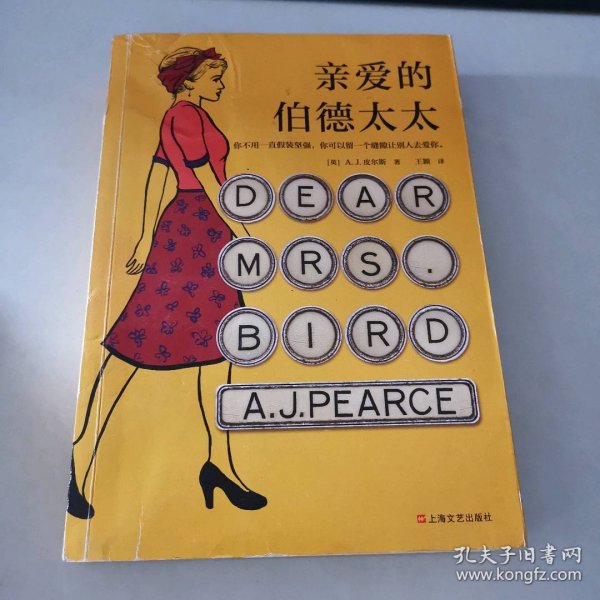 亲爱的
伯德太太
你不用一直假装坚强，你可以留一个缝隙让别人去爱你。
[英] A. J. 皮尔斯 著 王颖 译
DEAR
MRS.
BIRD
A.J.PEARCE
上海文艺出版社
孔夫子旧书网
www.kongfz.com